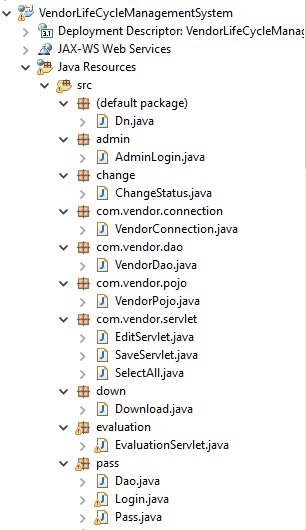 VendorLifeCycleManagementSystem
Deployment Descriptor: VendorLifeCycleManag
JAX-WS Web Services
Java Resources
src
(default package)
Dn.java
admin
AdminLogin.java
change
ChangeStatus.java
com.vendor.connection
VendorConnection.java
com.vendor.dao
VendorDao.java
com.vendor.pojo
VendorPojo.java
com.vendor.servlet
EditServlet.java
SaveServlet.java
SelectAll.java
down
Download.java
evaluation
EvaluationServlet.java
pass
Dao.java
Login.java
Pass.java